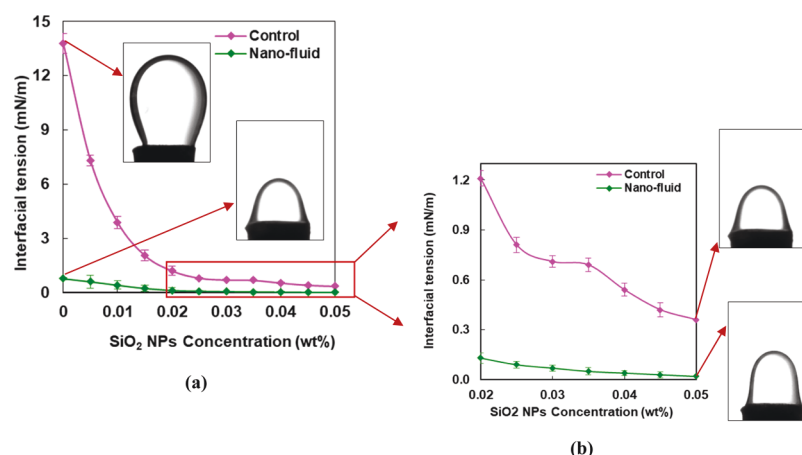 15
12
9
6
3
0
Interfacial tension (mN/m)
Control
Nano-fluid
0 0.01 0.02 0.03 0.04 0.05
SiO₂ NPs Concentration (wt%)
(a)
1.2
0.9
0.6
0.3
0.0
Interfacial tension (mN/m)
Control
Nano-fluid
0.02 0.03 0.04 0.05
SiO2 NPs Concentration (wt%)
(b)